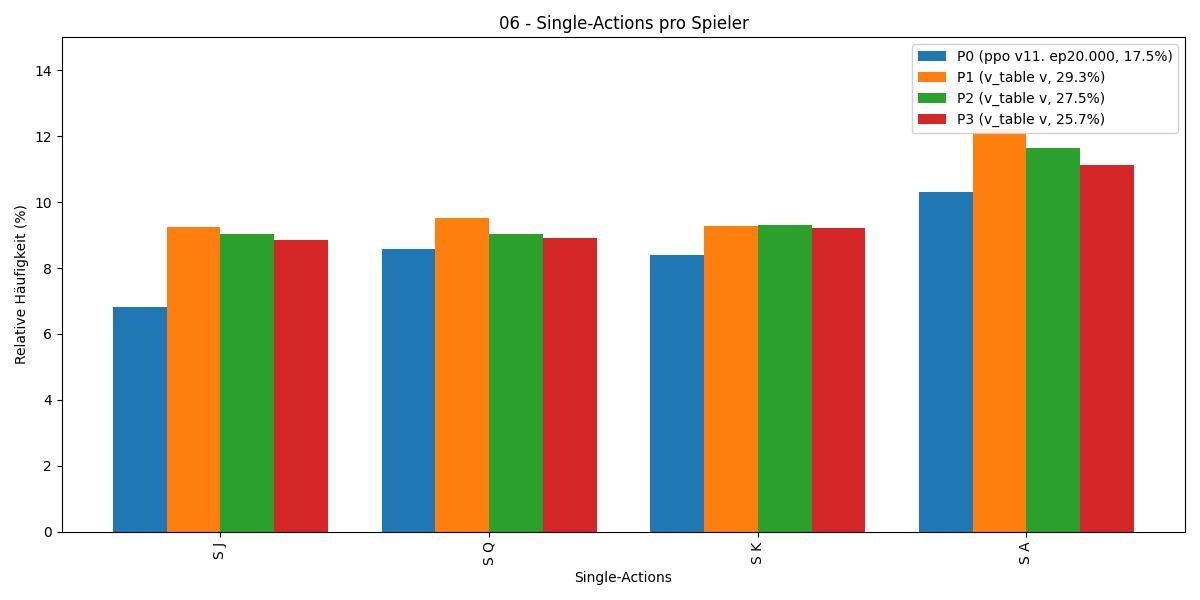 06 - Single-Actions pro Spieler
P0 (ppo v11. ep20.000, 17.5%)
P1 (v_table v, 29.3%)
P2 (v_table v, 27.5%)
P3 (v_table v, 25.7%)
Relative Häufigkeit (%)
14
12
10
8
6
4
2
0
S J
S Q
S K
S A
Single-Actions